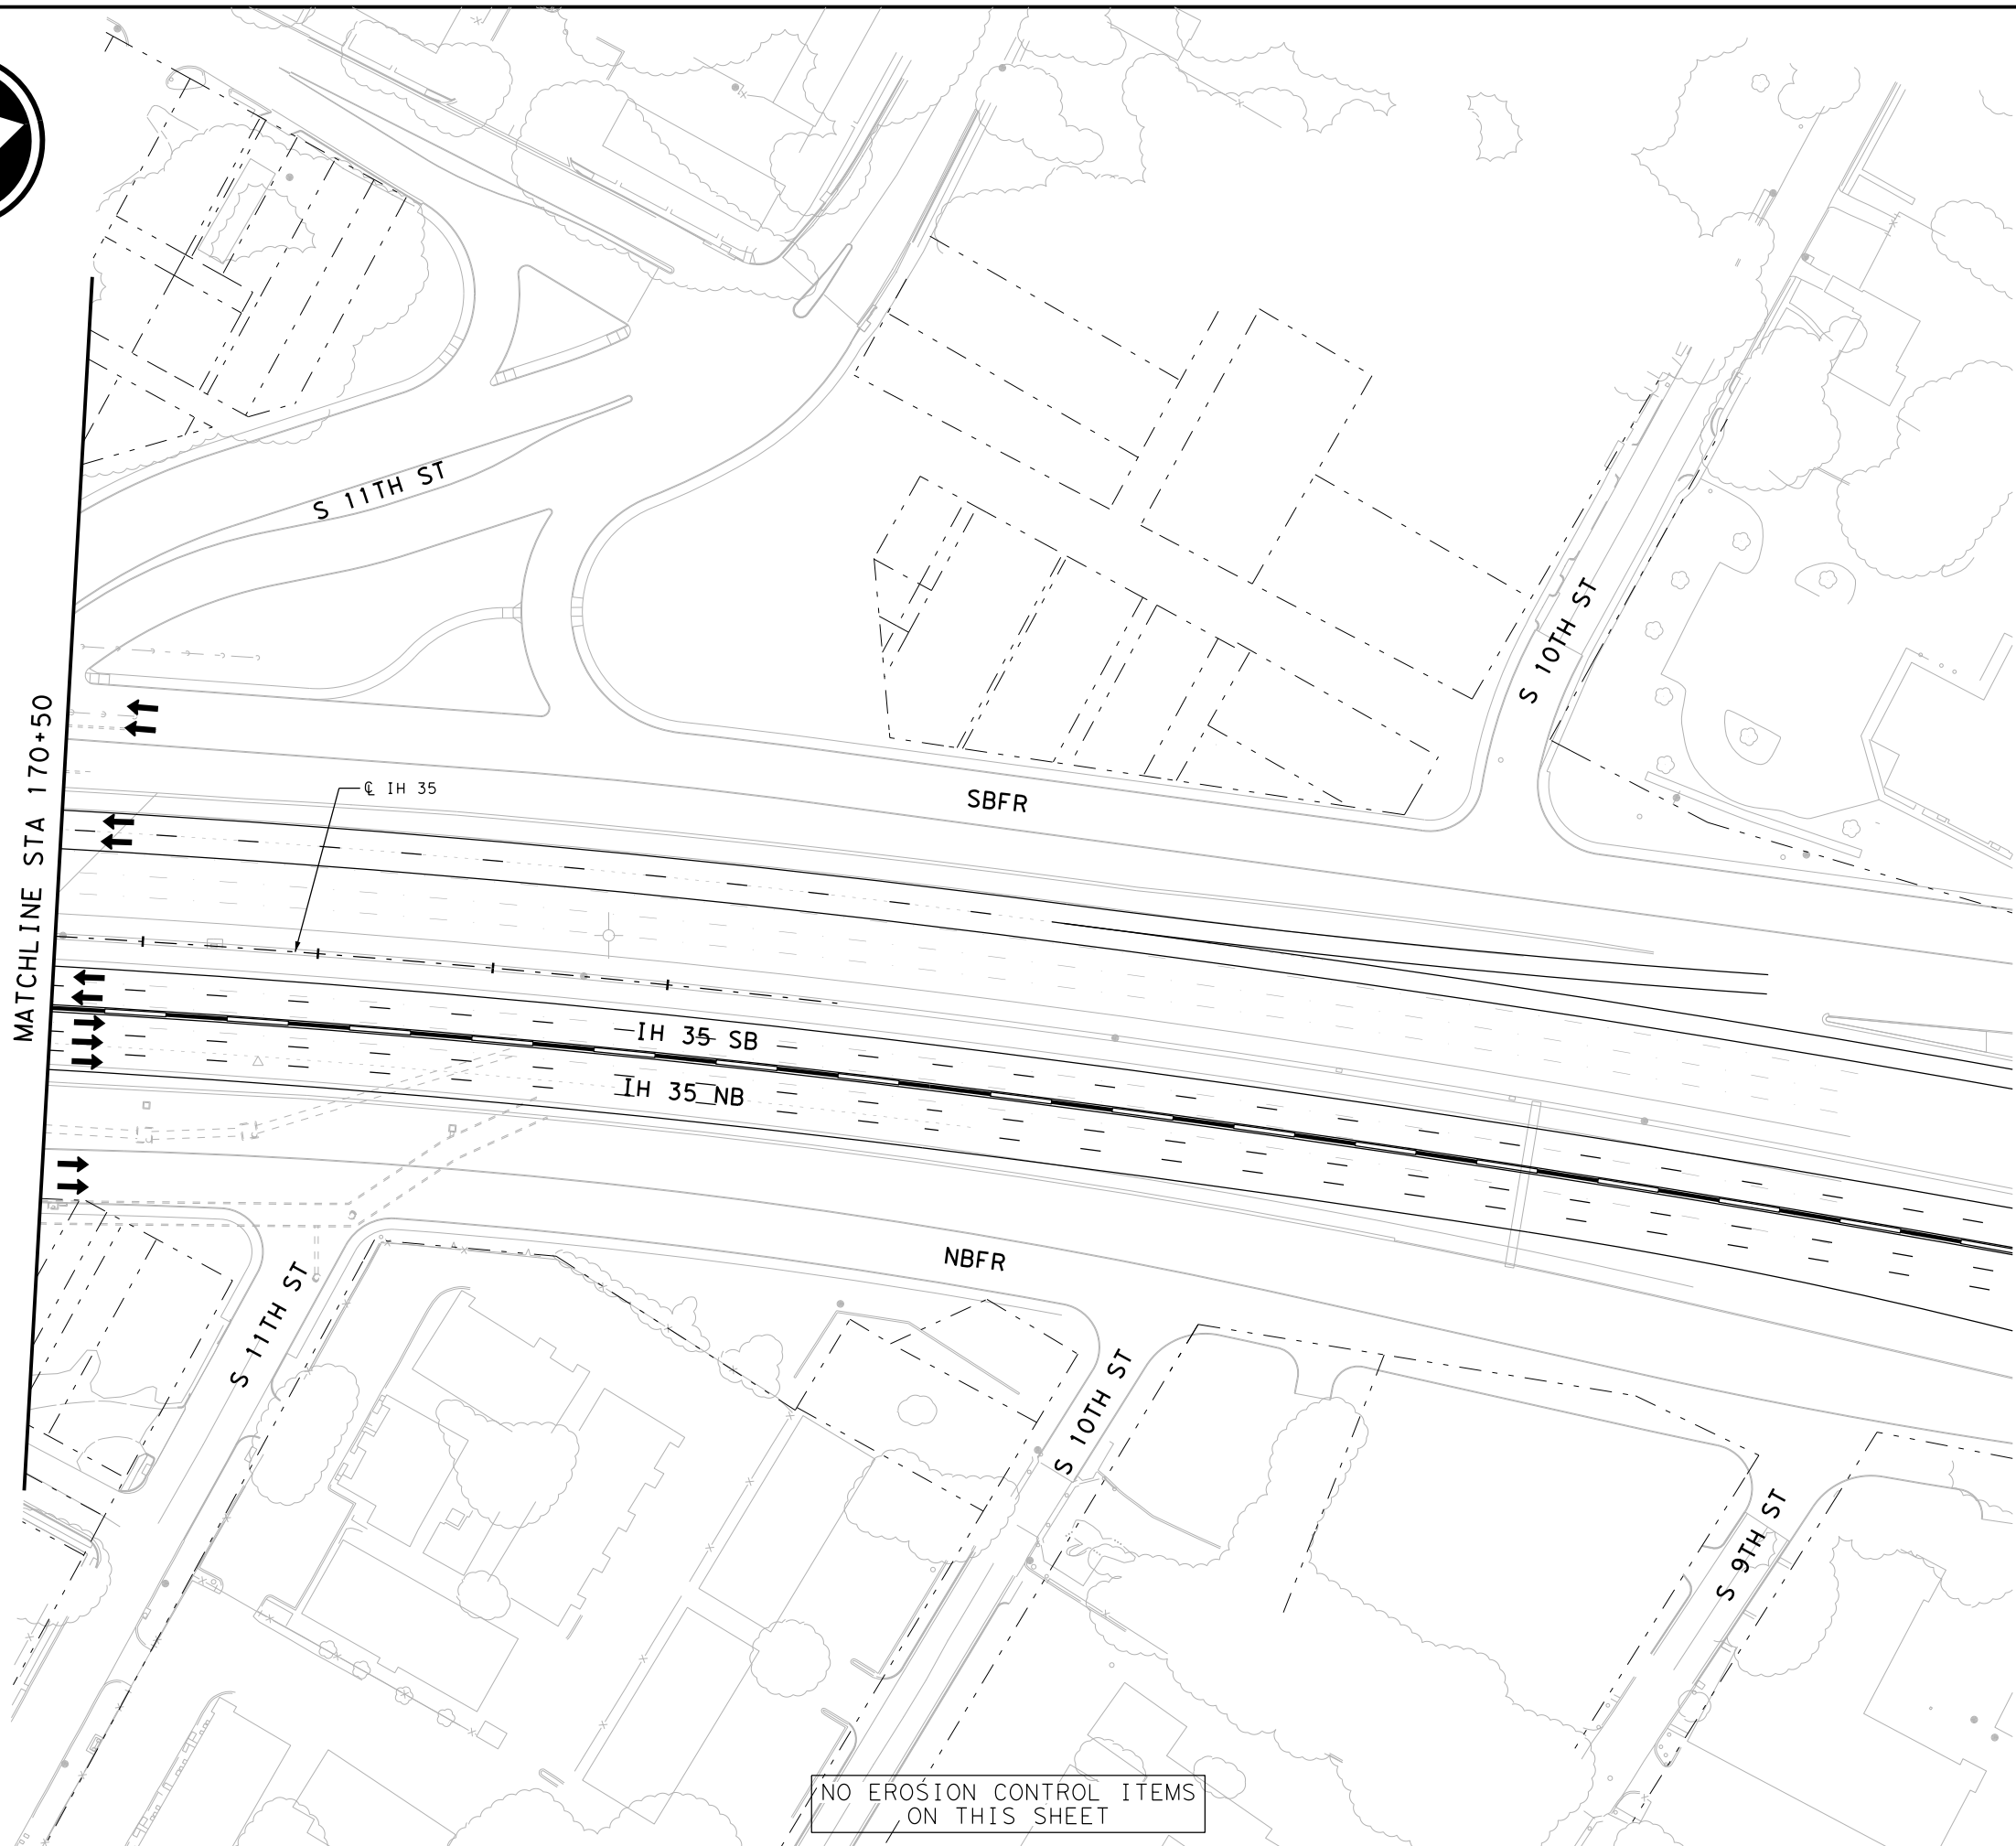 S 11TH ST
S 10TH ST
MATCHLINE STA 170+50
℄ IH 35
SBFR
IH 35 SB
IH 35 NB
NBFR
S 11TH ST
S 10TH ST
S 9TH ST
NO EROSION CONTROL ITEMS
ON THIS SHEET